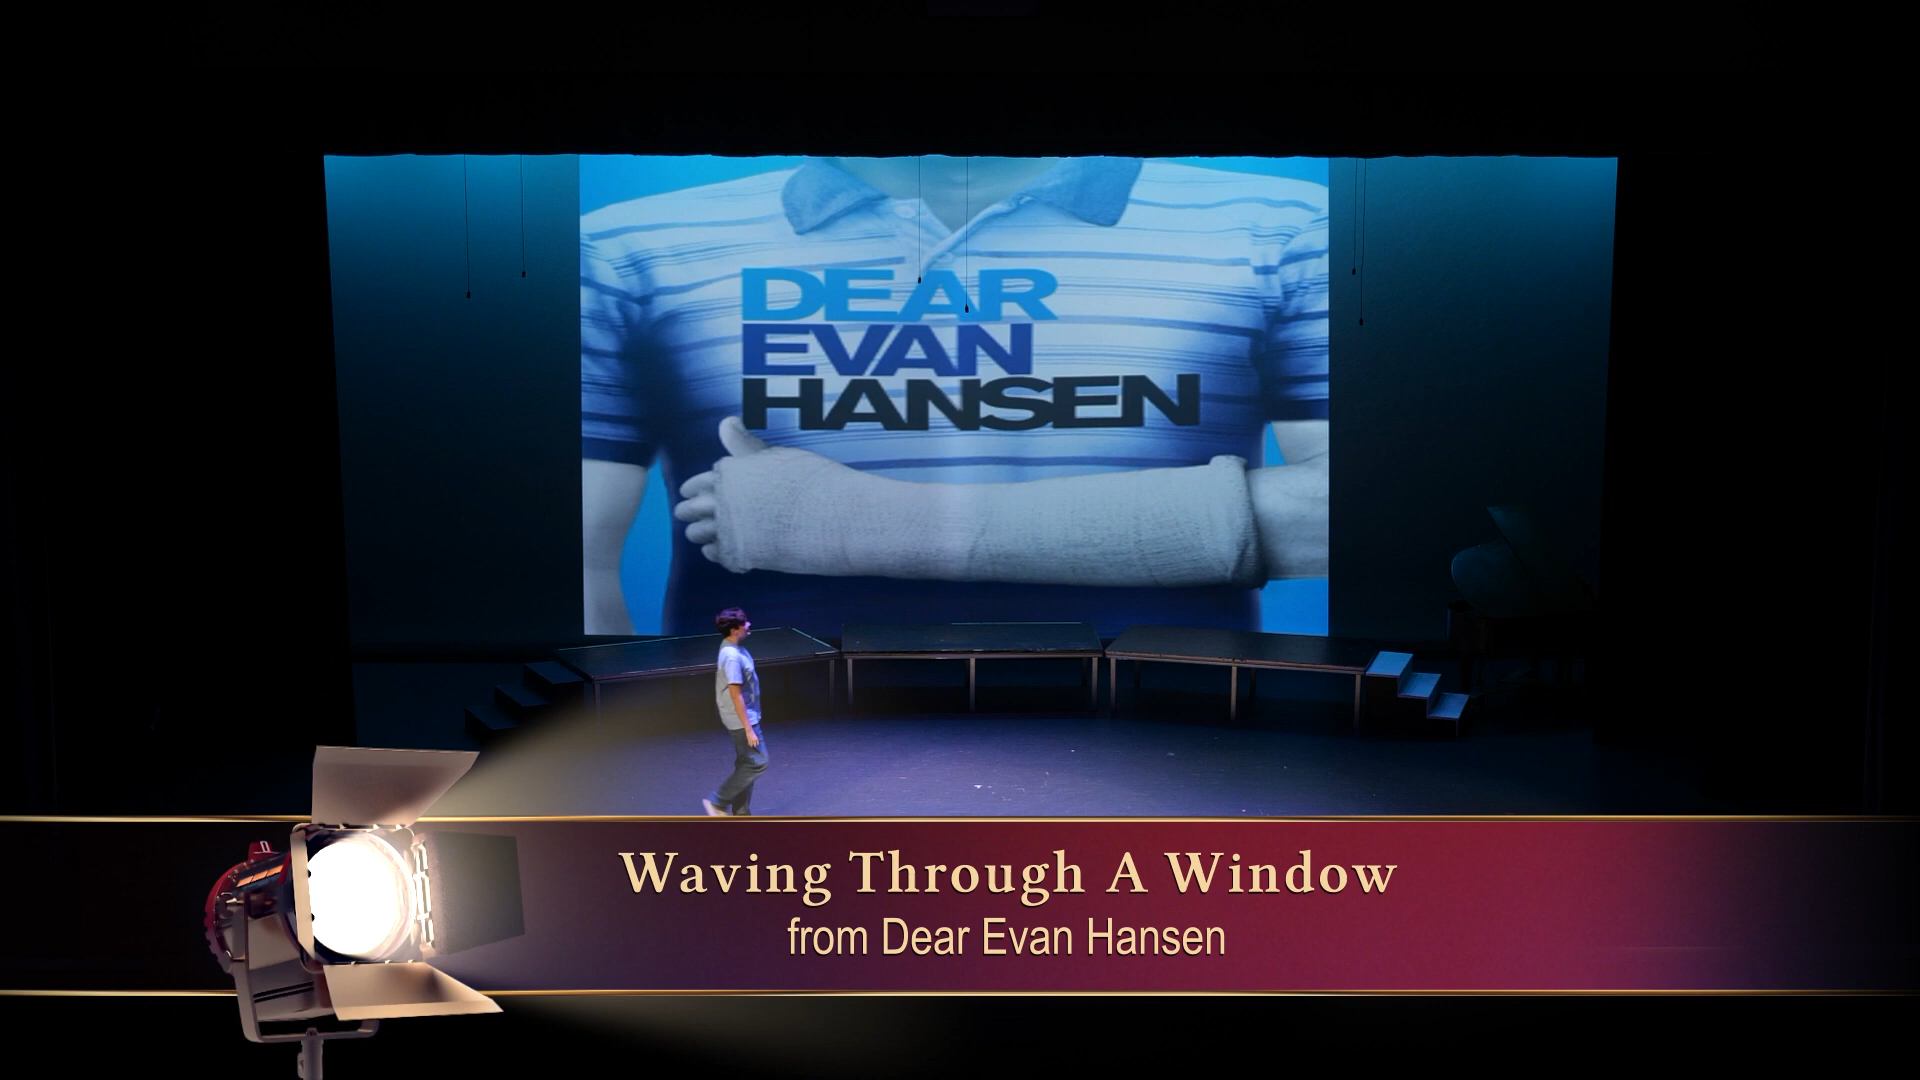 DEAR
EVAN
HANSEN
Waving Through A Window
from Dear Evan Hansen